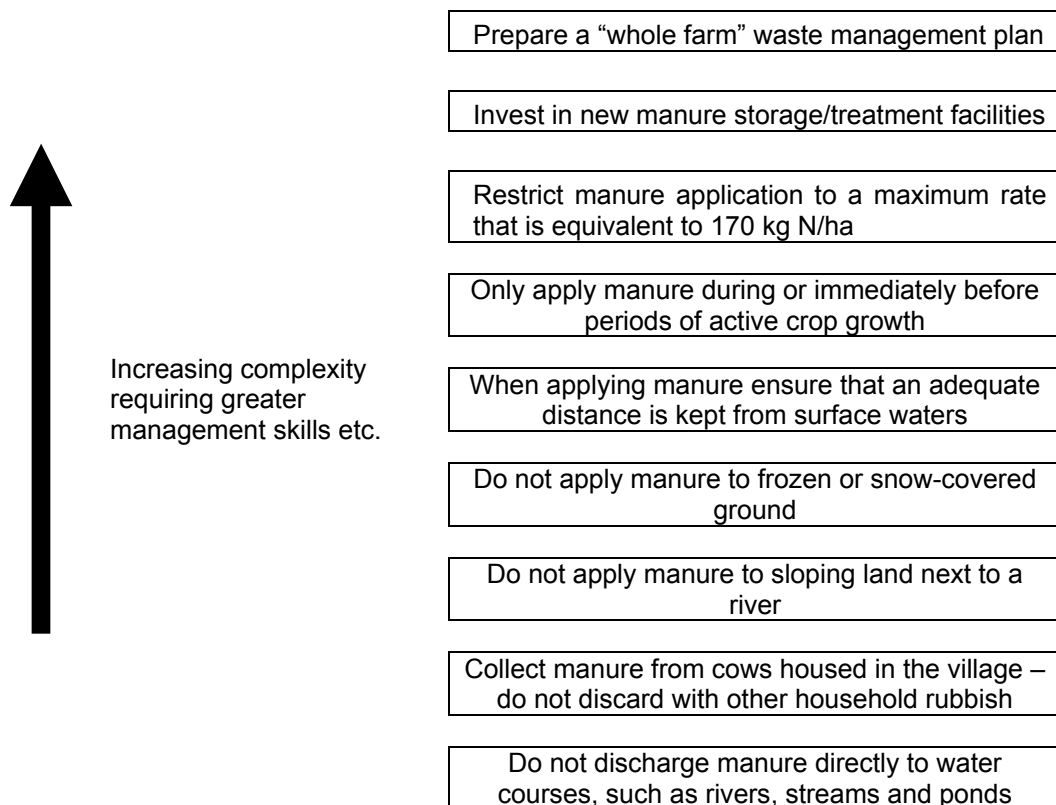 Prepare a “whole farm” waste management plan
Invest in new manure storage/treatment facilities
Restrict manure application to a maximum rate
that is equivalent to 170 kg N/ha
Only apply manure during or immediately before
periods of active crop growth
Increasing complexity
requiring greater
management skills etc.
When applying manure ensure that an adequate
distance is kept from surface waters
Do not apply manure to frozen or snow-covered
ground
Do not apply manure to sloping land next to a
river
Collect manure from cows housed in the village –
do not discard with other household rubbish
Do not discharge manure directly to water
courses, such as rivers, streams and ponds